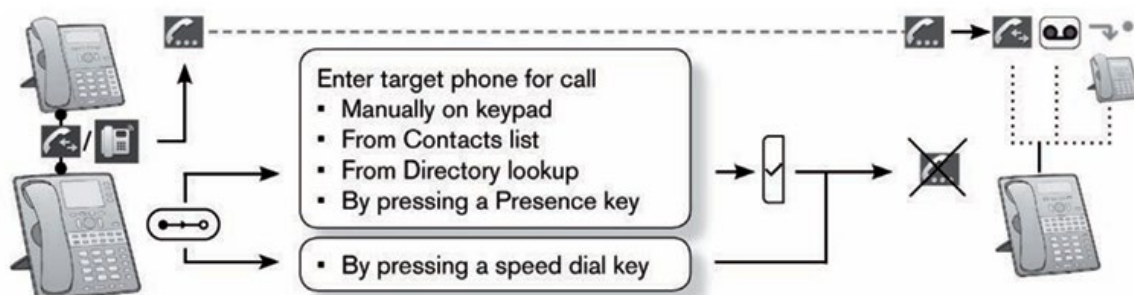 Enter target phone for call
▪ Manually on keypad
▪ From Contacts list
▪ From Directory lookup
▪ By pressing a Presence key
▪ By pressing a speed dial key